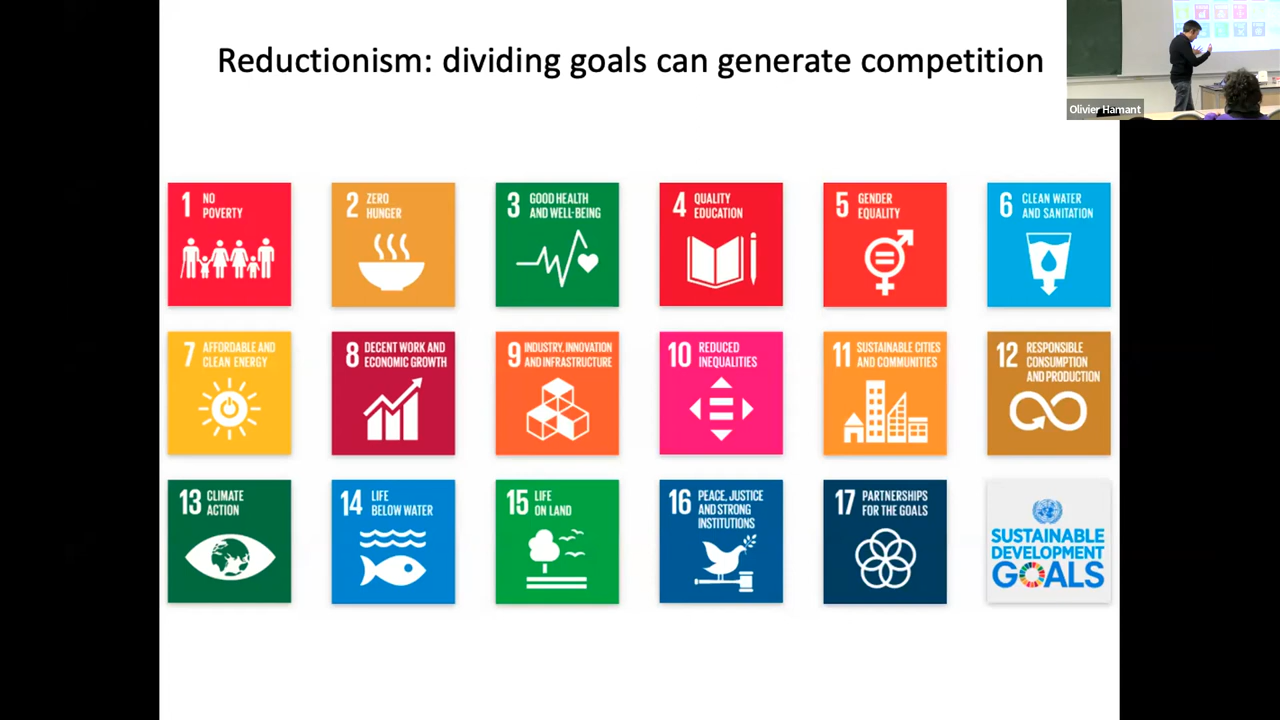 Reductionism: dividing goals can generate competition
Olivier Hamant
1 NO
POVERTY
2 ZERO
HUNGER
3 GOOD HEALTH
AND WELL-BEING
4 QUALITY
EDUCATION
5 GENDER
EQUALITY
6 CLEAN WATER
AND SANITATION
7 AFFORDABLE AND
CLEAN ENERGY
8 DECENT WORK AND
ECONOMIC GROWTH
9 INDUSTRY, INNOVATION
AND INFRASTRUCTURE
10 REDUCED
INEQUALITIES
11 SUSTAINABLE CITIES
AND COMMUNITIES
12 RESPONSIBLE
CONSUMPTION
AND PRODUCTION
13 CLIMATE
ACTION
14 LIFE
BELOW WATER
15 LIFE
ON LAND
16 PEACE, JUSTICE
AND STRONG
INSTITUTIONS
17 PARTNERSHIPS
FOR THE GOALS
SUSTAINABLE
DEVELOPMENT
GOALS